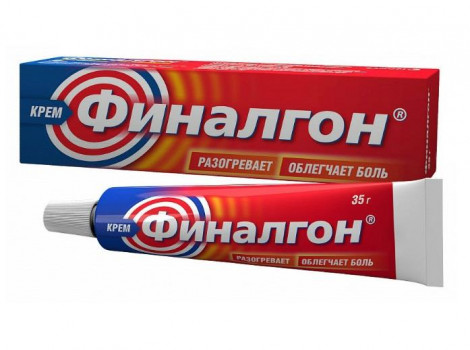 КРЕМ
Финалгон®
РАЗОГРЕВАЕТ ОБЛЕГЧАЕТ БОЛЬ
35 г
КРЕМ
Финалгон®
РАЗОГРЕВАЕТ ОБЛЕГЧАЕТ БОЛЬ